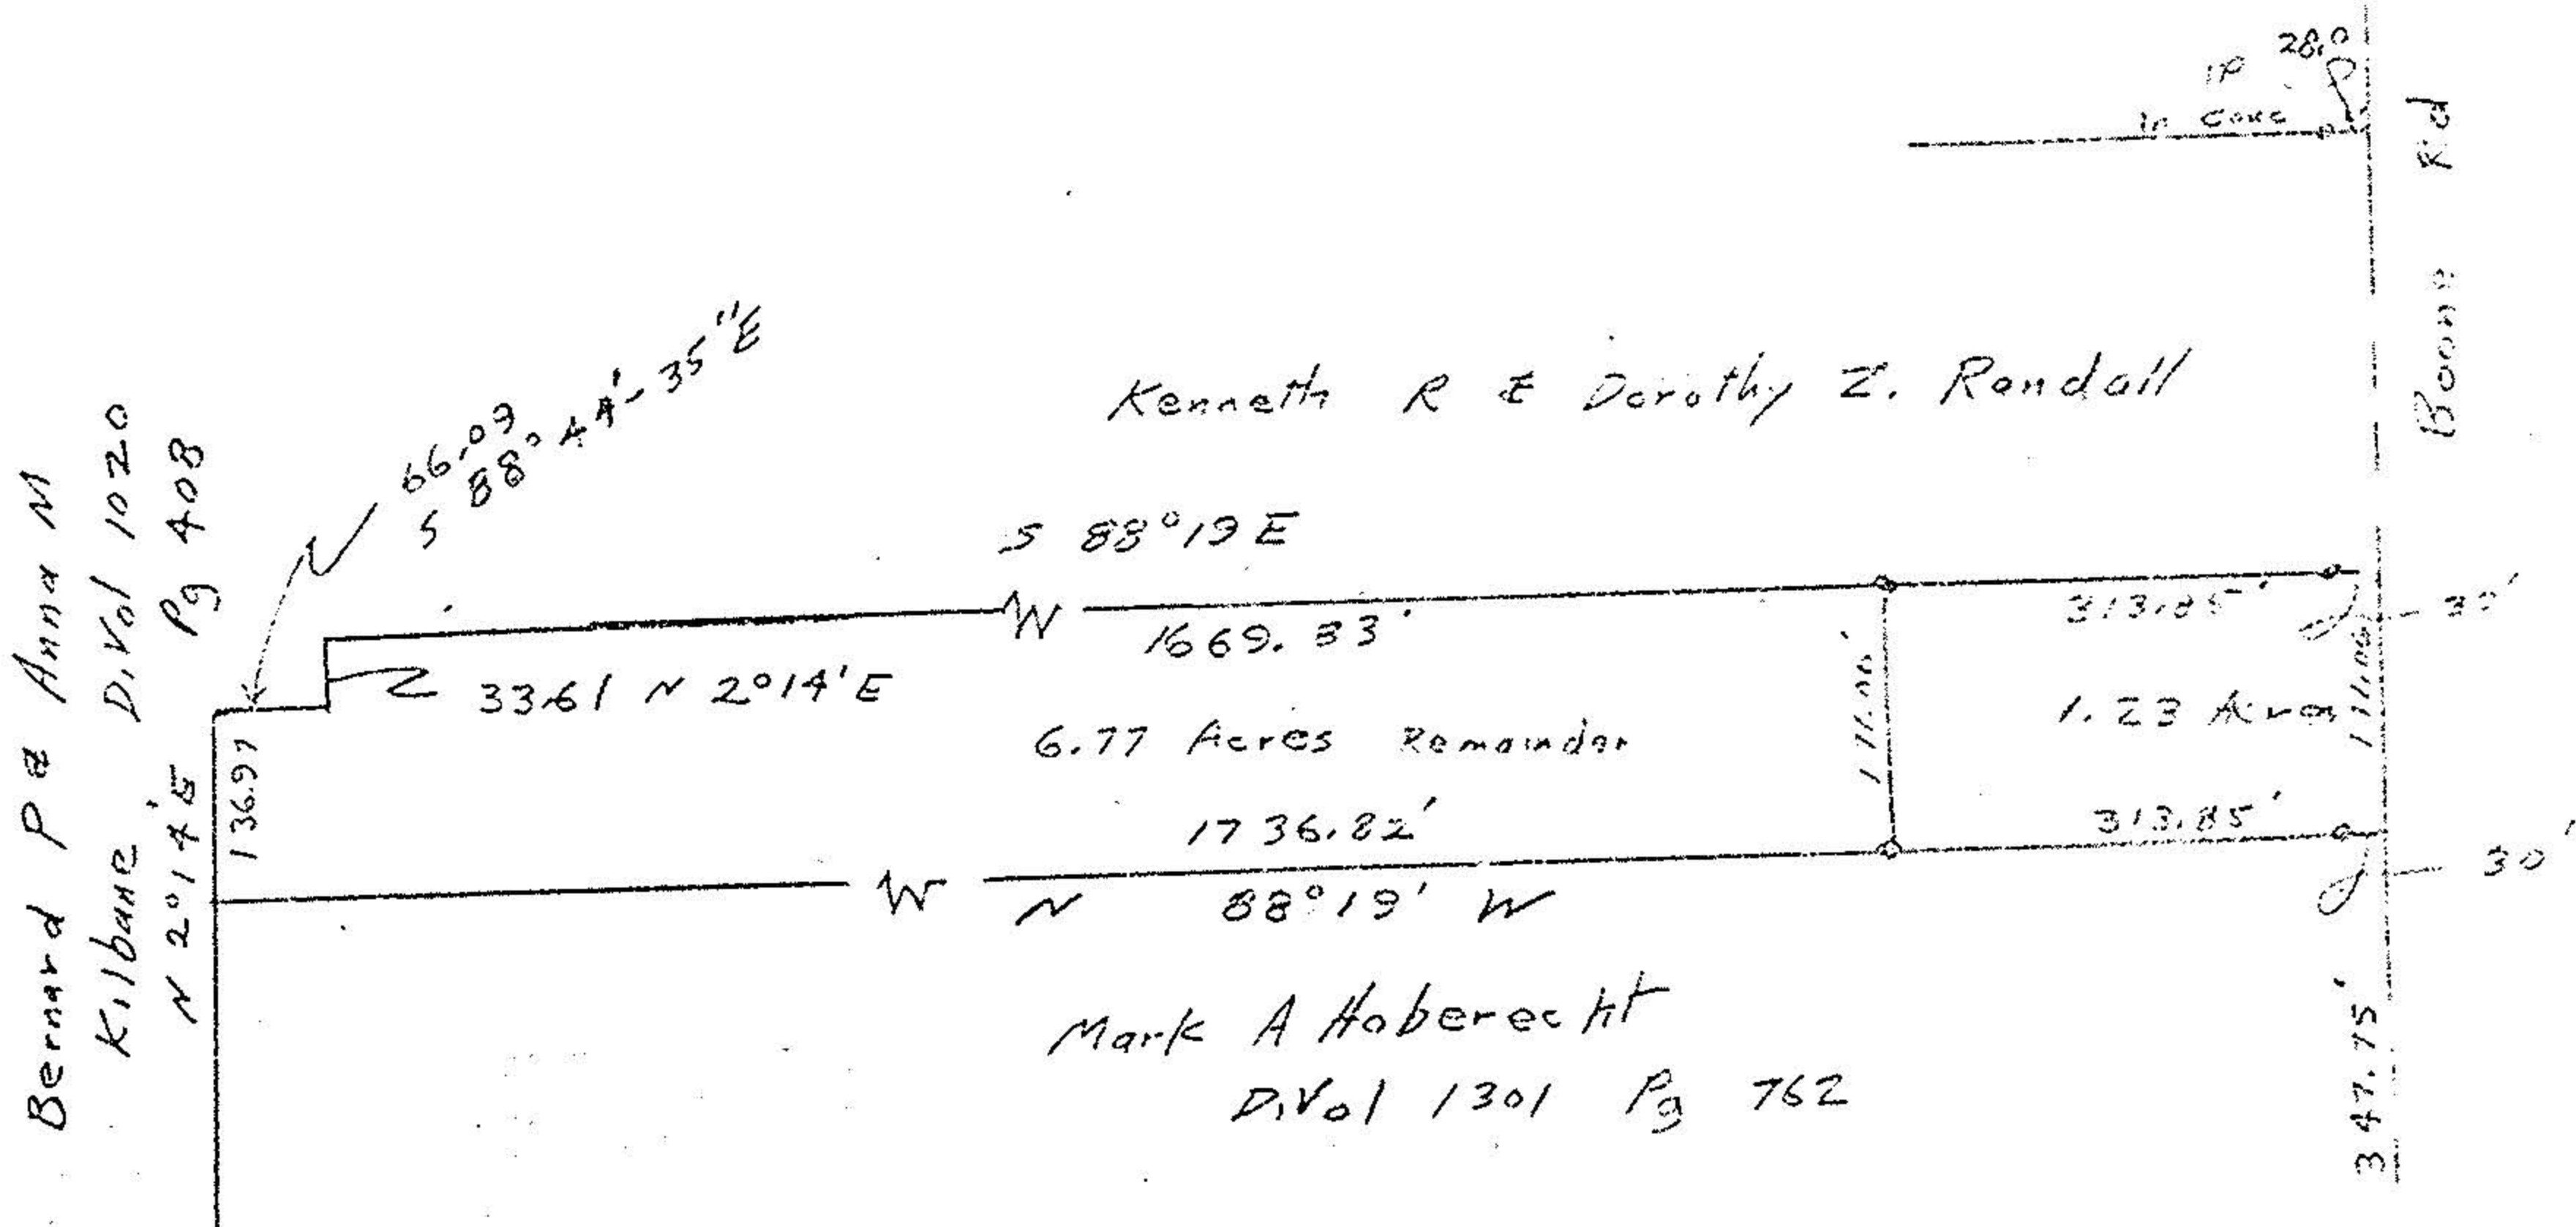 28.0
IP
in conc
Boone Rd
Kenneth R & Dorothy Z. Randall
66.09
S 88° 44' - 35" E
S 88° 19 E
1669.33'
313.85'
30'
33.61 N 2° 14' E
6.77 Acres Remainder
1.23 Acres
Bernard P & Anna M
Kilbane D.Vol 1020
Pg 408
N 2° 14' E
136.97
1736.82'
313.85'
30'
N 88° 19' W
Mark A Haberecht
D.Vol 1301 Pg 762
347.75'